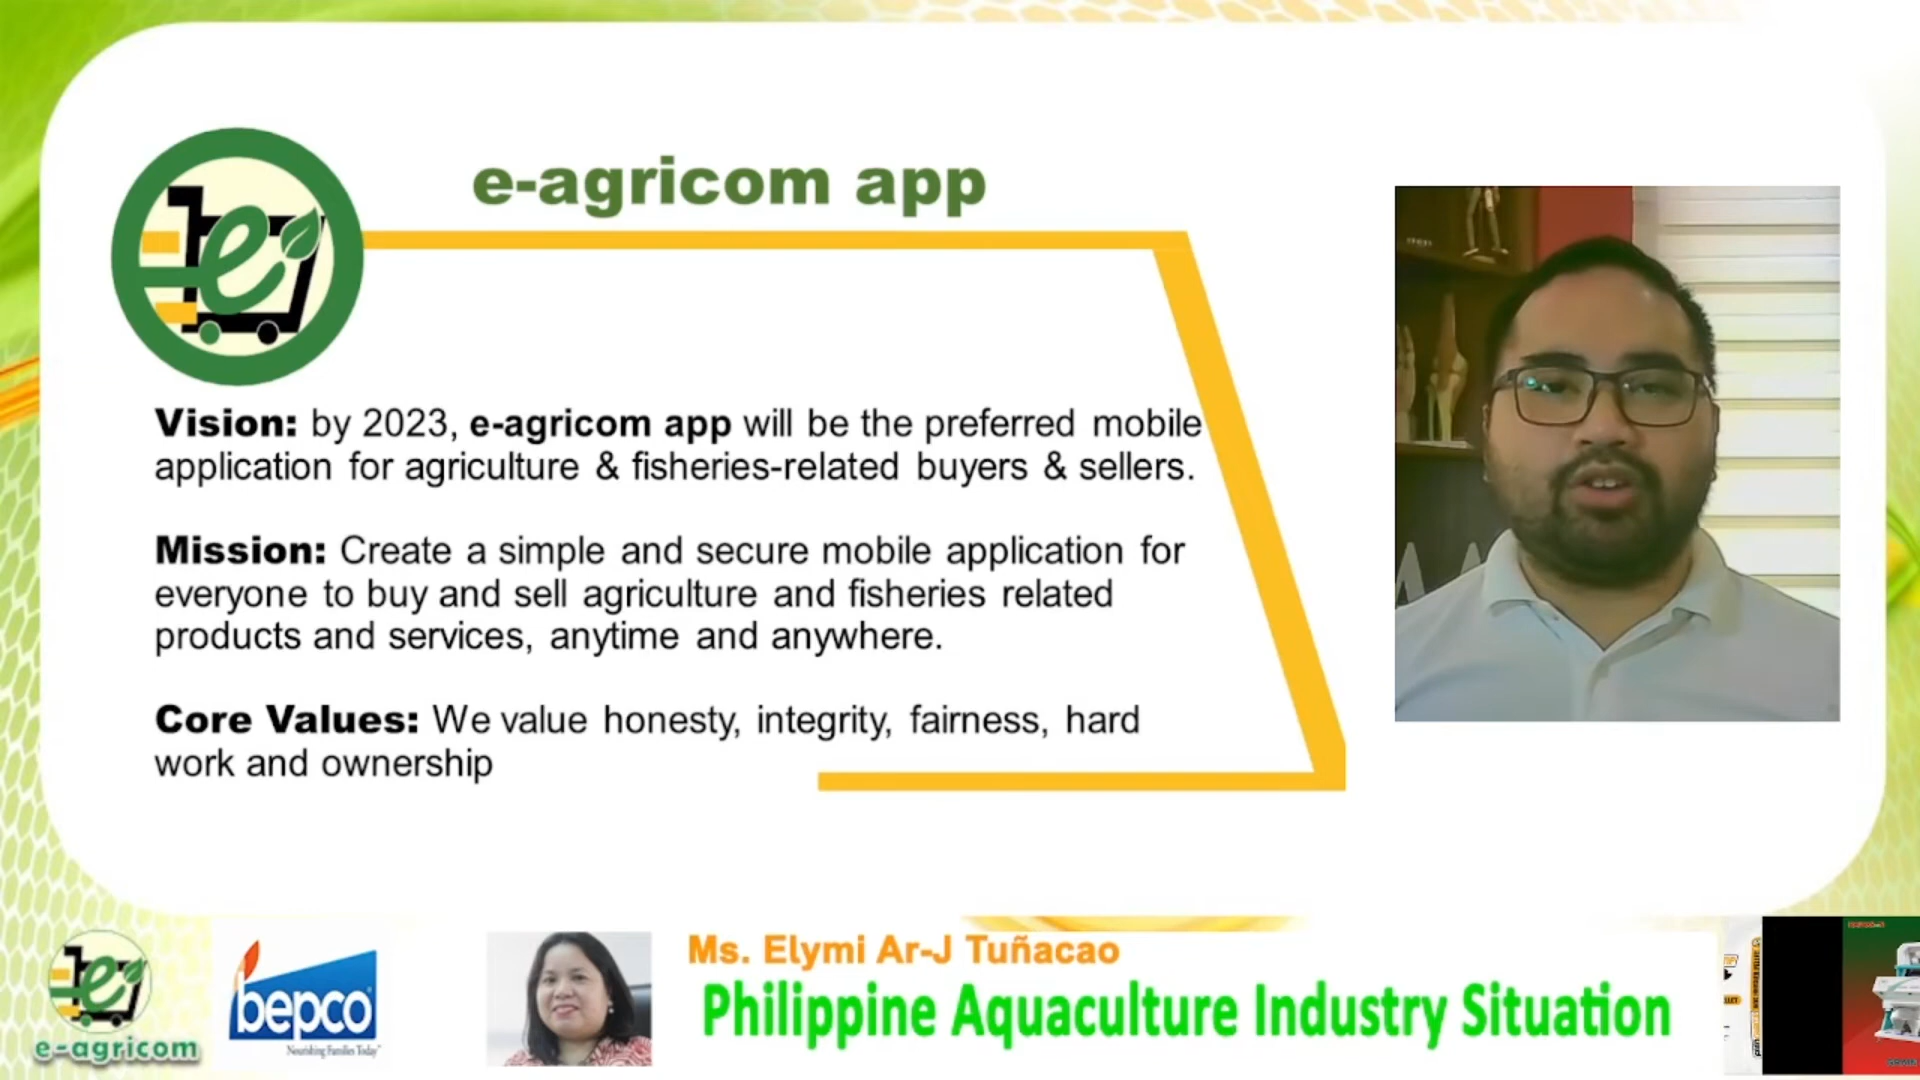 e-agricom app
Vision: by 2023, e-agricom app will be the preferred mobile
application for agriculture & fisheries-related buyers & sellers.
Mission: Create a simple and secure mobile application for
everyone to buy and sell agriculture and fisheries related
products and services, anytime and anywhere.
Core Values: We value honesty, integrity, fairness, hard
work and ownership
e-agricom
bepco
Nourishing Families Today
Ms. Elymi Ar-J Tuñacao
Philippine Aquaculture Industry Situation